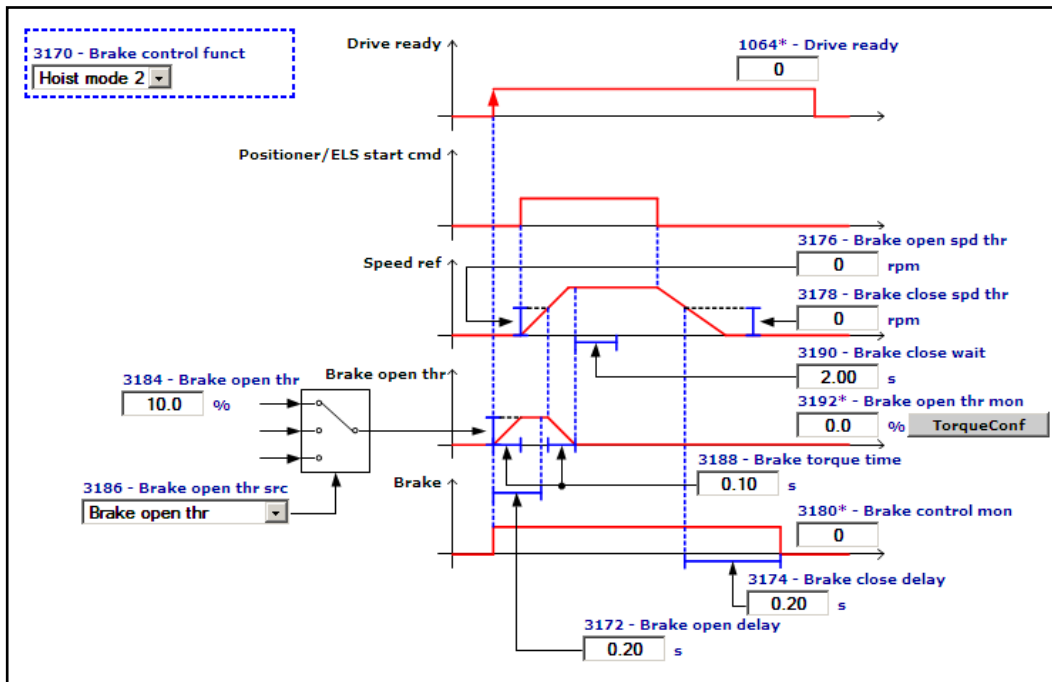 3170 - Brake control funct
Hoist mode 2
Drive ready
1064* - Drive ready
0
Positioner/ELS start cmd
Speed ref
3176 - Brake open spd thr
0 rpm
3178 - Brake close spd thr
0 rpm
3190 - Brake close wait
2.00 s
Brake open thr
3184 - Brake open thr
10.0 %
3192* - Brake open thr mon
0.0 % TorqueConf
3188 - Brake torque time
0.10 s
3186 - Brake open thr src
Brake open thr
Brake
3180* - Brake control mon
0
3174 - Brake close delay
0.20 s
3172 - Brake open delay
0.20 s